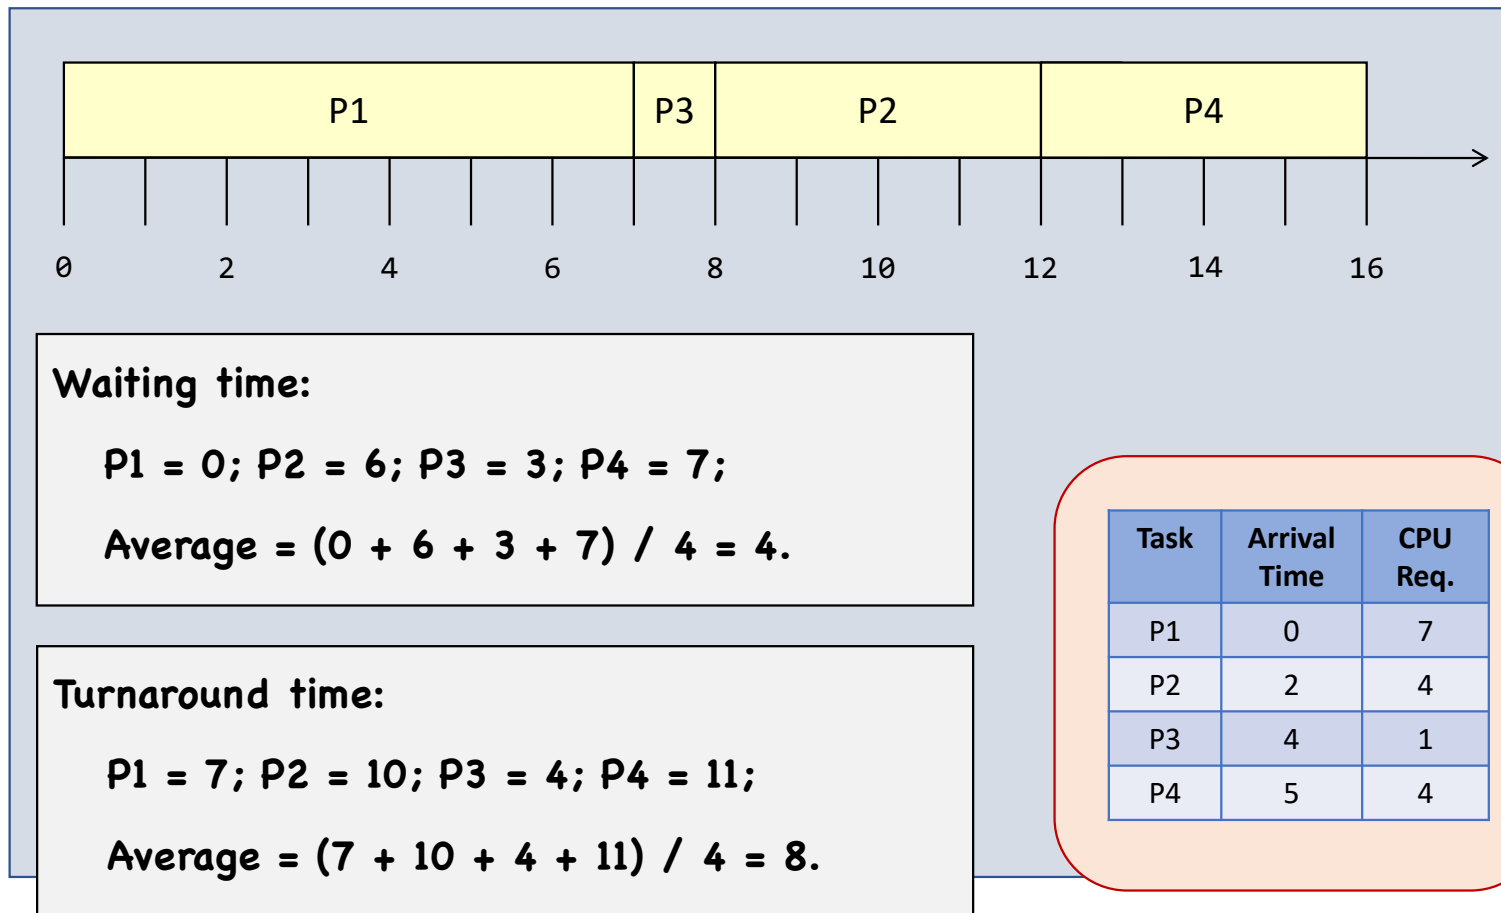 P1 P3 P2 P4
0 2 4 6 8 10 12 14 16
Waiting time:
P1 = 0; P2 = 6; P3 = 3; P4 = 7;
Average = (0 + 6 + 3 + 7) / 4 = 4.
Turnaround time:
P1 = 7; P2 = 10; P3 = 4; P4 = 11;
Average = (7 + 10 + 4 + 11) / 4 = 8.
Task Arrival Time CPU Req.
P1 0 7
P2 2 4
P3 4 1
P4 5 4